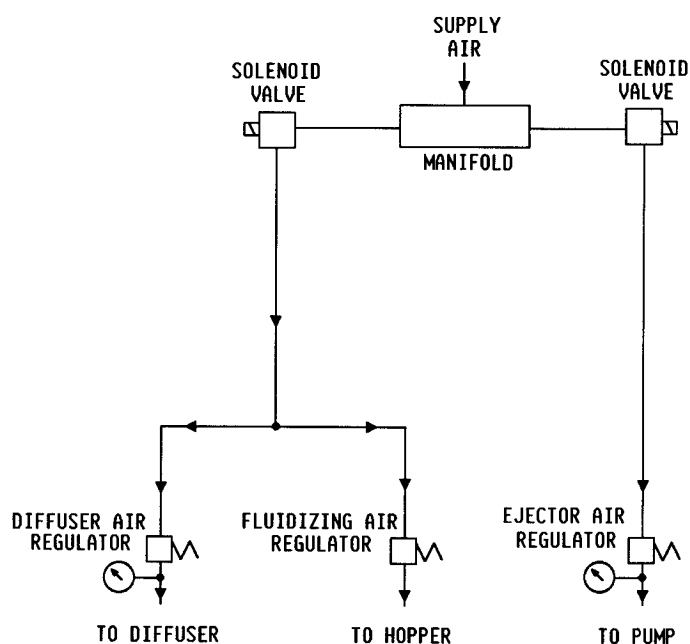 SUPPLY
AIR
SOLENOID
VALVE
SOLENOID
VALVE
MANIFOLD
DIFFUSER AIR
REGULATOR
FLUIDIZING AIR
REGULATOR
EJECTOR AIR
REGULATOR
TO DIFFUSER
TO HOPPER
TO PUMP